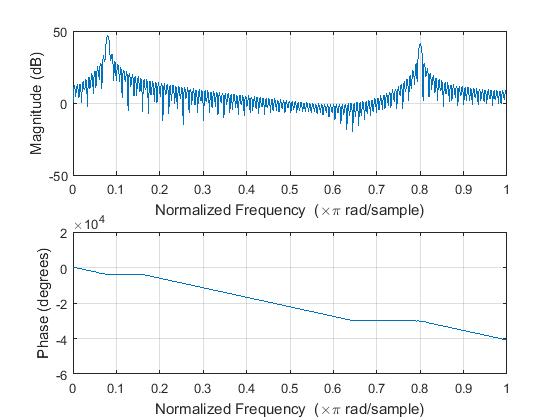 50
0
-50
Magnitude (dB)
0 0.1 0.2 0.3 0.4 0.5 0.6 0.7 0.8 0.9 1
Normalized Frequency (×π rad/sample)
×10⁴
2
0
-2
-4
-6
Phase (degrees)
0 0.1 0.2 0.3 0.4 0.5 0.6 0.7 0.8 0.9 1
Normalized Frequency (×π rad/sample)